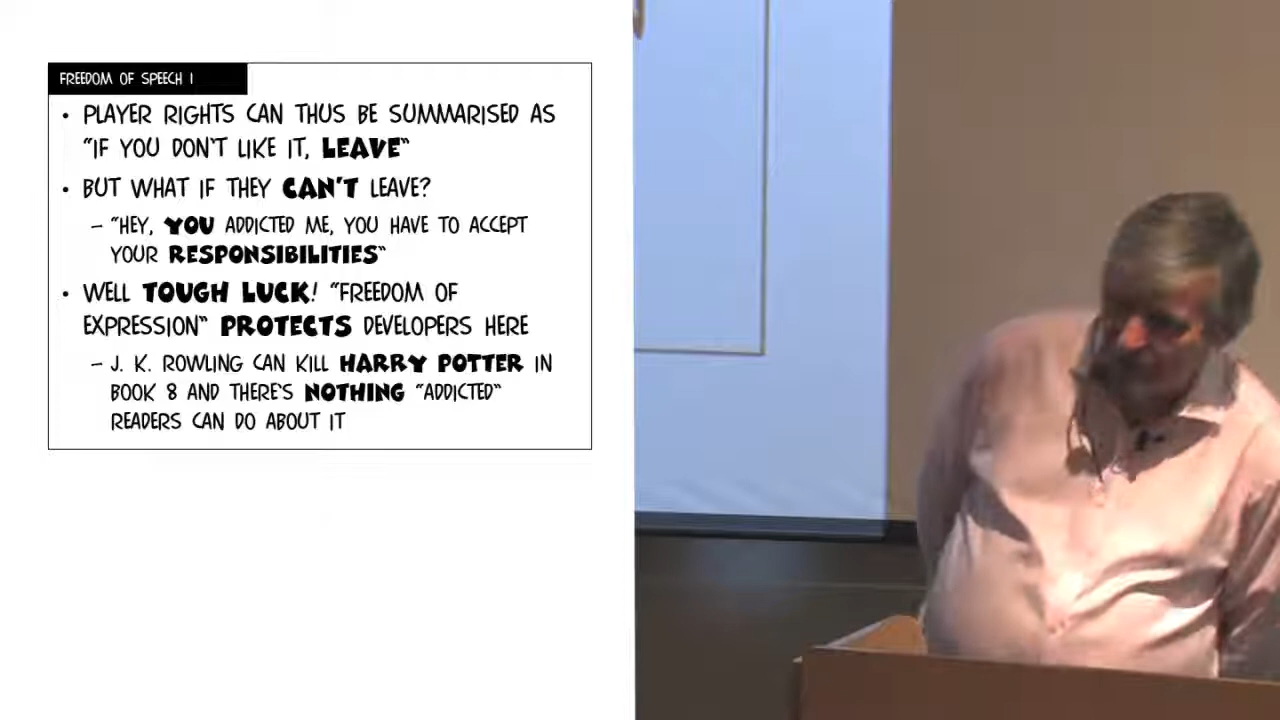 FREEDOM OF SPEECH I
• PLAYER RIGHTS CAN THUS BE SUMMARISED AS
"IF YOU DON'T LIKE IT, LEAVE"
• BUT WHAT IF THEY CAN'T LEAVE?
– "HEY, YOU ADDICTED ME, YOU HAVE TO ACCEPT
YOUR RESPONSIBILITIES"
• WELL TOUGH LUCK! "FREEDOM OF
EXPRESSION" PROTECTS DEVELOPERS HERE
– J. K. ROWLING CAN KILL HARRY POTTER IN
BOOK 8 AND THERE'S NOTHING "ADDICTED"
READERS CAN DO ABOUT IT